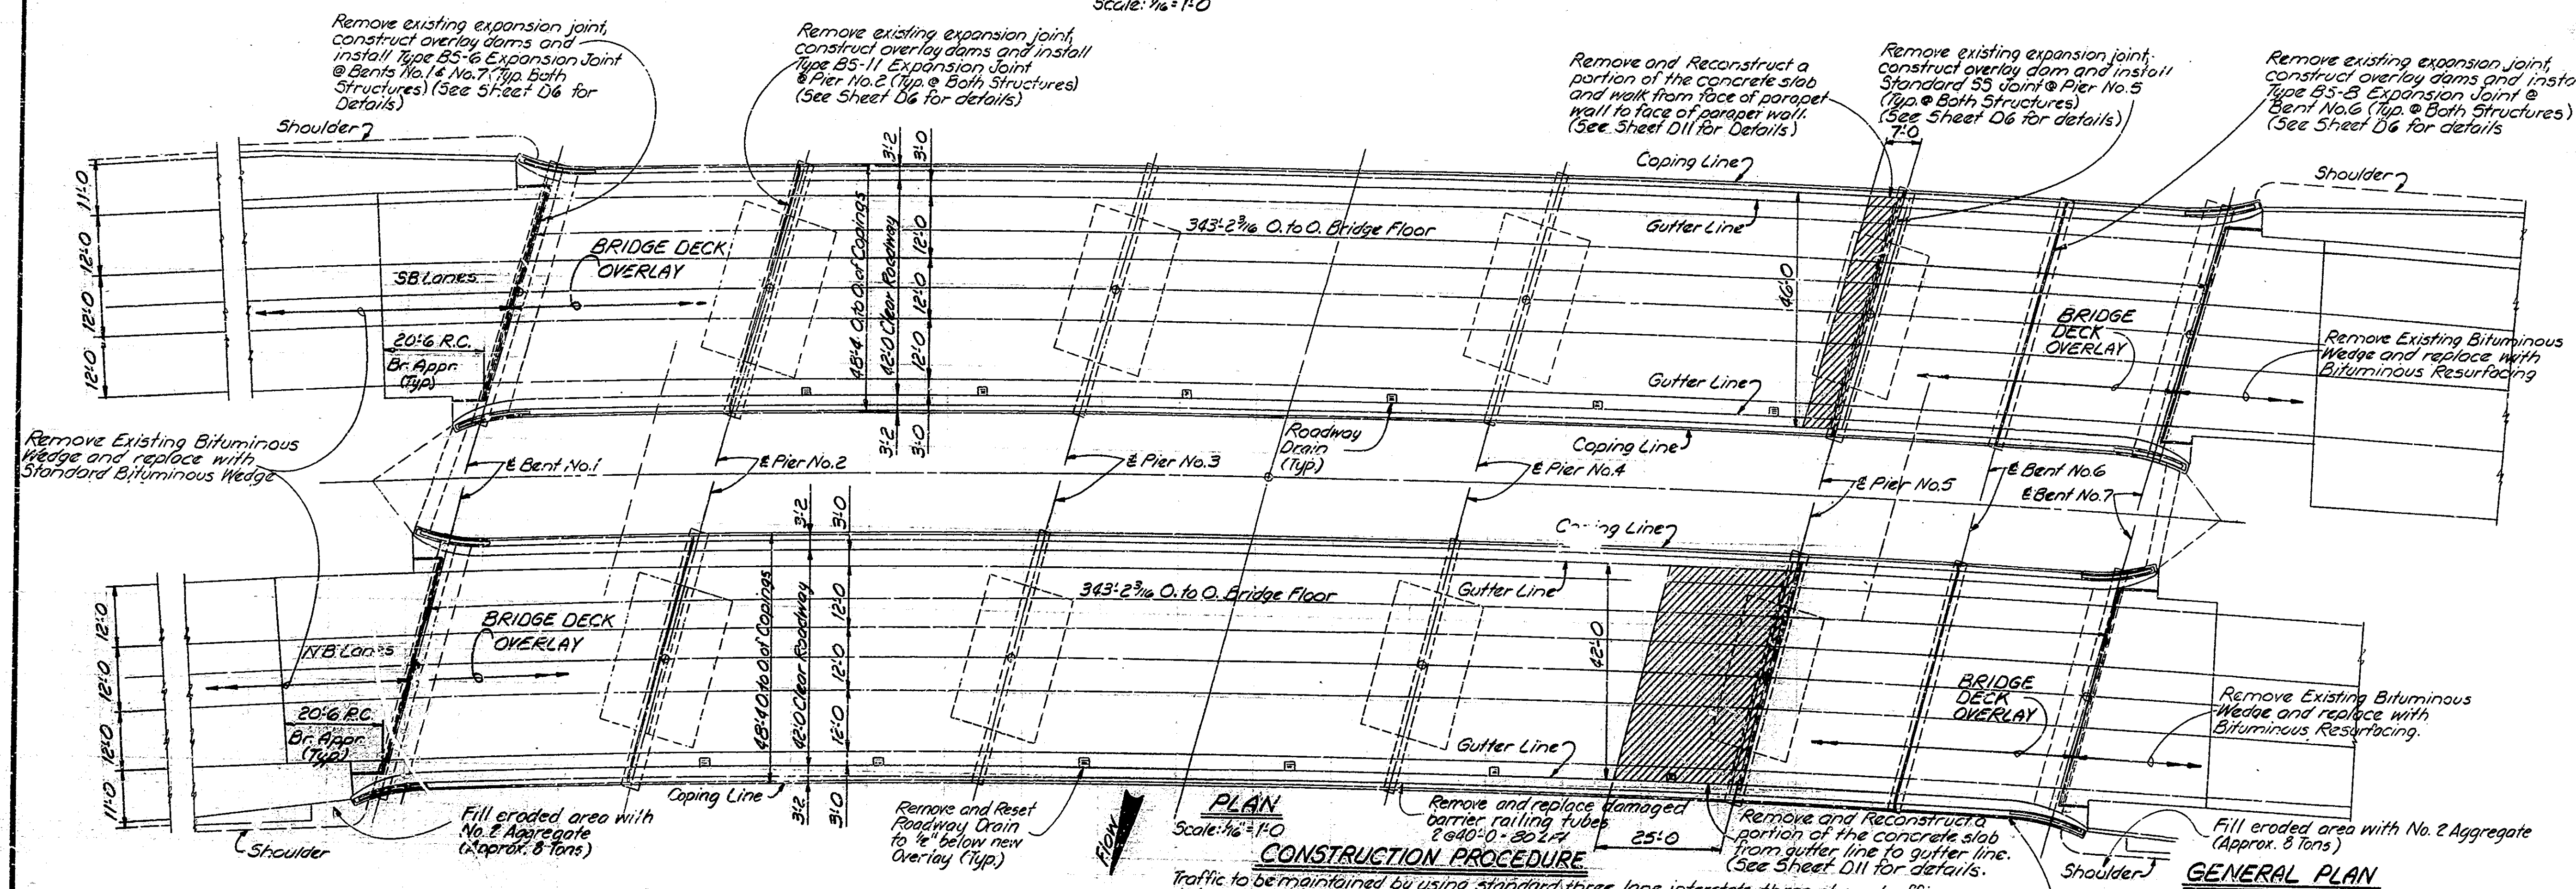 Scale: 1/16"=1'-0
Remove existing expansion joint,
construct overlay dams and
install Type BS-6 Expansion Joint
@ Bents No.1 & No.7 (Typ. Both
Structures) (See Sheet D6 for
Details)
Remove existing expansion joint,
construct overlay dams and install
Type BS-11 Expansion Joint
@ Pier No.2 (Typ. @ Both Structures)
(See Sheet D6 for details)
Remove and Reconstruct a
portion of the concrete slab
and walk from face of parapet
wall to face of parapet wall.
(See Sheet D11 for Details)
Remove existing expansion joint,
construct overlay dam and install
Standard SS Joint @ Pier No.5
(Typ. @ Both Structures)
(See Sheet D6 for details)
7'-0
Remove existing expansion joint,
construct overlay dams and insta
Type BS-8 Expansion Joint @
Bent No.6 (Typ. @ Both Structures)
(See Sheet D6 for details
Shoulder
Coping Line
Shoulder
11'-0
12'-0
12'-0
12'-0
3'-2
3'-0
48'-4 O. to O. of Copings
42'-0 Clear Roadway
12'-0
12'-0
12'-0
3'-2
3'-0
343'-2 3/16 O. to O. Bridge Floor
Gutter Line
46'-0
SB Lanes
BRIDGE DECK
OVERLAY
BRIDGE
DECK
OVERLAY
Remove Existing Bituminous
Wedge and replace with
Bituminous Resurfacing
20'-6 R.C.
Br. Appr.
(Typ)
Gutter Line
Roadway
Drain
(Typ.)
Coping Line
Remove Existing Bituminous
Wedge and replace with
Standard Bituminous Wedge
℄ Bent No.1
℄ Pier No.2
℄ Pier No.3
℄ Pier No.4
℄ Pier No.5
℄ Bent No.6
℄ Bent No.7
3'-2
3'-0
Coping Line
48'-4 O. to O. of Copings
42'-0 Clear Roadway
12'-0
12'-0
12'-0
3'-2
3'-0
343'-2 3/16 O. to O. Bridge Floor
Gutter Line
42'-0
12'-0
12'-0
12'-0
11'-0
NB Lanes
BRIDGE DECK
OVERLAY
BRIDGE
DECK
OVERLAY
Remove Existing Bituminous
Wedge and replace with
Bituminous Resurfacing.
20'-6 R.C.
Br. Appr.
(Typ)
Gutter Line
Coping Line
Shoulder
Fill eroded area with
No. 2 Aggregate
(Approx. 8 Tons)
Remove and Reset
Roadway Drain
to 1/2" below new
Overlay (Typ.)
Flow
PLAN
Scale: 1/16"=1'-0
Remove and replace damaged
barrier railing tubes
2@40'-0 = 80 LFt
25'-0
Remove and Reconstruct a
portion of the concrete slab
from gutter line to gutter line.
(See Sheet D11 for details.
Shoulder
Fill eroded area with No. 2 Aggregate
(Approx. 8 Tons)
GENERAL PLAN
CONSTRUCTION PROCEDURE
Traffic to be maintained by using standard three lane interstate